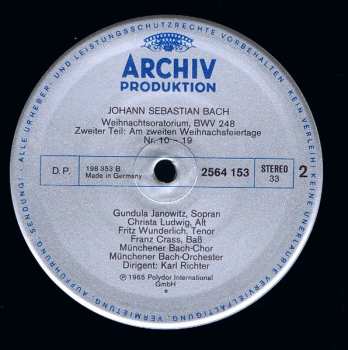 ALLE URHEBER- UND LEISTUNGSSCHUTZRECHTE VORBEHALTEN · KEINE VERLEIH! KEINE UNERLAUBTE VERVIELFÄLTIGUNG, VERMIETUNG, AUFFÜHRUNG, SENDUNG!
ARCHIV
PRODUKTION
JOHANN SEBASTIAN BACH
Weihnachtsoratorium, BWV 248
Zweiter Teil: Am zweiten Weihnachsfeiertage
Nr. 10 – 19
D.P.
198 353 B
Made in Germany
2564 153
STEREO
33
2
Gundula Janowitz, Sopran
Christa Ludwig, Alt
Fritz Wunderlich, Tenor
Franz Crass, Baß
Münchener Bach-Chor
Münchener Bach-Orchester
Dirigent: Karl Richter
Ⓟ 1965 Polydor International
GmbH